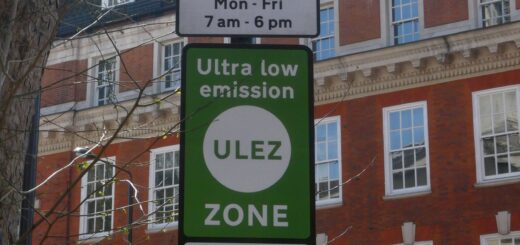 Mon - Fri
7 am - 6 pm
Ultra low
emission
ULEZ
ZONE